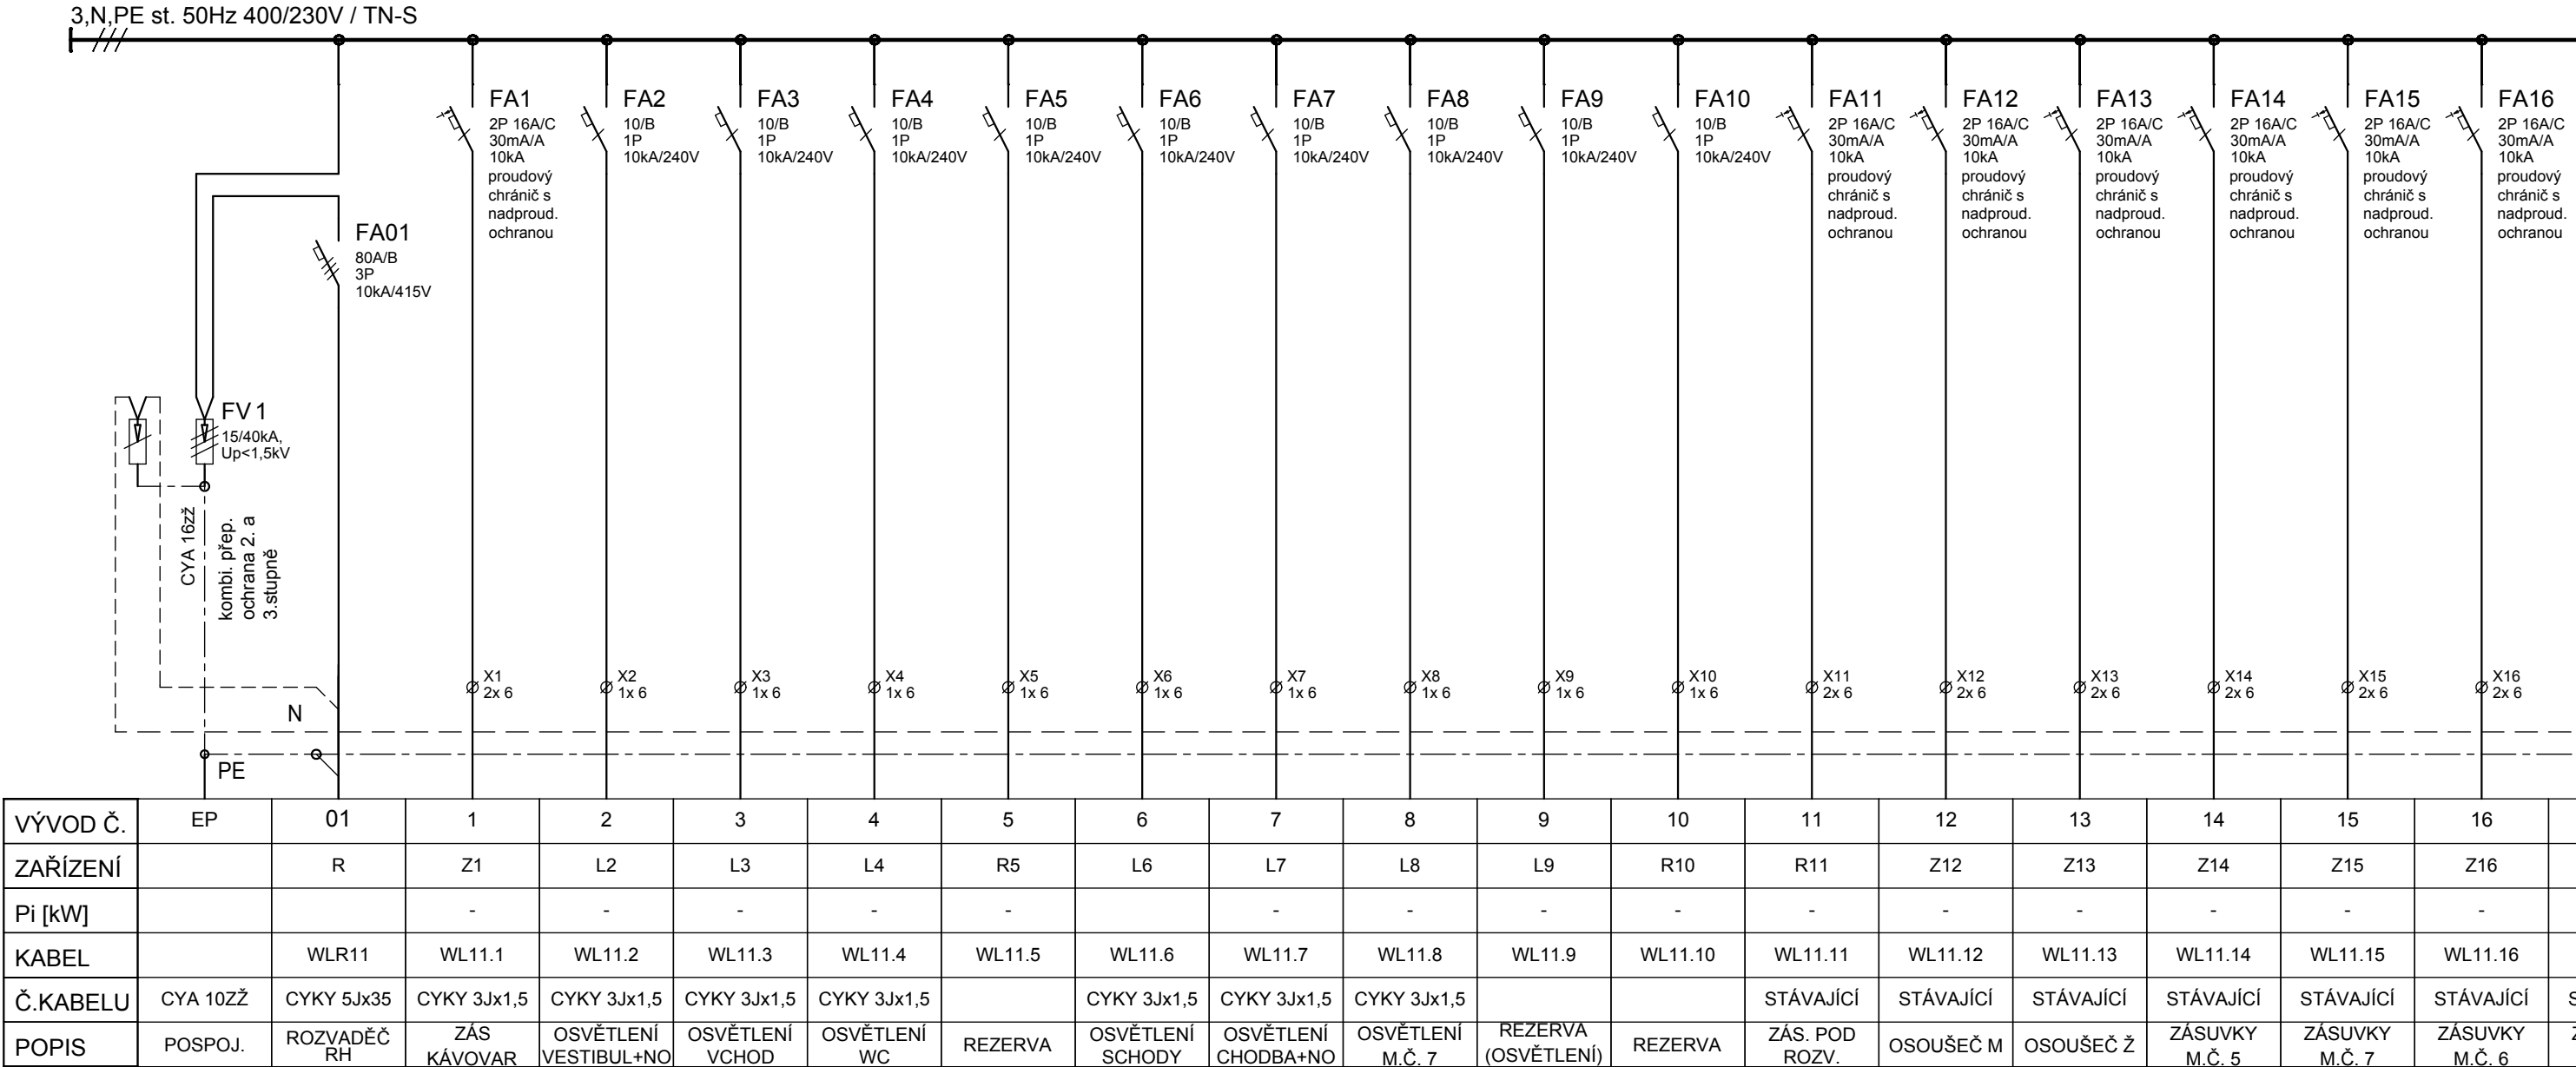 3,N,PE st. 50Hz 400/230V / TN-S
FA01
80A/B
3P
10kA/415V
FV 1
15/40kA,
Up<1,5kV
CYA 16zž
kombi. přep.
ochrana 2. a
3.stupně
N
PE
FA1
2P 16A/C
30mA/A
10kA
proudový
chránič s
nadproud.
ochranou
FA2
10/B
1P
10kA/240V
FA3
10/B
1P
10kA/240V
FA4
10/B
1P
10kA/240V
FA5
10/B
1P
10kA/240V
FA6
10/B
1P
10kA/240V
FA7
10/B
1P
10kA/240V
FA8
10/B
1P
10kA/240V
FA9
10/B
1P
10kA/240V
FA10
10/B
1P
10kA/240V
FA11
2P 16A/C
30mA/A
10kA
proudový
chránič s
nadproud.
ochranou
FA12
2P 16A/C
30mA/A
10kA
proudový
chránič s
nadproud.
ochranou
FA13
2P 16A/C
30mA/A
10kA
proudový
chránič s
nadproud.
ochranou
FA14
2P 16A/C
30mA/A
10kA
proudový
chránič s
nadproud.
ochranou
FA15
2P 16A/C
30mA/A
10kA
proudový
chránič s
nadproud.
ochranou
FA16
2P 16A/C
30mA/A
10kA
proudový
chránič s
nadproud.
ochranou
X1
2x 6
X2
1x 6
X3
1x 6
X4
1x 6
X5
1x 6
X6
1x 6
X7
1x 6
X8
1x 6
X9
1x 6
X10
1x 6
X11
2x 6
X12
2x 6
X13
2x 6
X14
2x 6
X15
2x 6
X16
2x 6
VÝVOD Č. EP 01 1 2 3 4 5 6 7 8 9 10 11 12 13 14 15 16
ZAŘÍZENÍ R Z1 L2 L3 L4 R5 L6 L7 L8 L9 R10 R11 Z12 Z13 Z14 Z15 Z16
Pi [kW] - - - - - - - - - - - - - - -
KABEL WLR11 WL11.1 WL11.2 WL11.3 WL11.4 WL11.5 WL11.6 WL11.7 WL11.8 WL11.9 WL11.10 WL11.11 WL11.12 WL11.13 WL11.14 WL11.15 WL11.16
Č.KABELU CYA 10ZŽ CYKY 5Jx35 CYKY 3Jx1,5 CYKY 3Jx1,5 CYKY 3Jx1,5 CYKY 3Jx1,5 CYKY 3Jx1,5 CYKY 3Jx1,5 CYKY 3Jx1,5 STÁVAJÍCÍ STÁVAJÍCÍ STÁVAJÍCÍ STÁVAJÍCÍ STÁVAJÍCÍ STÁVAJÍCÍ
POPIS
POSPOJ.
ROZVADĚČ
RH
ZÁS
KÁVOVAR
OSVĚTLENÍ
VESTIBUL+NO
OSVĚTLENÍ
VCHOD
OSVĚTLENÍ
WC
REZERVA
OSVĚTLENÍ
SCHODY
OSVĚTLENÍ
CHODBA+NO
OSVĚTLENÍ
M.Č. 7
REZERVA
(OSVĚTLENÍ)
REZERVA
ZÁS. POD
ROZV.
OSOUŠEČ M
OSOUŠEČ Ž
ZÁSUVKY
M.Č. 5
ZÁSUVKY
M.Č. 7
ZÁSUVKY
M.Č. 6